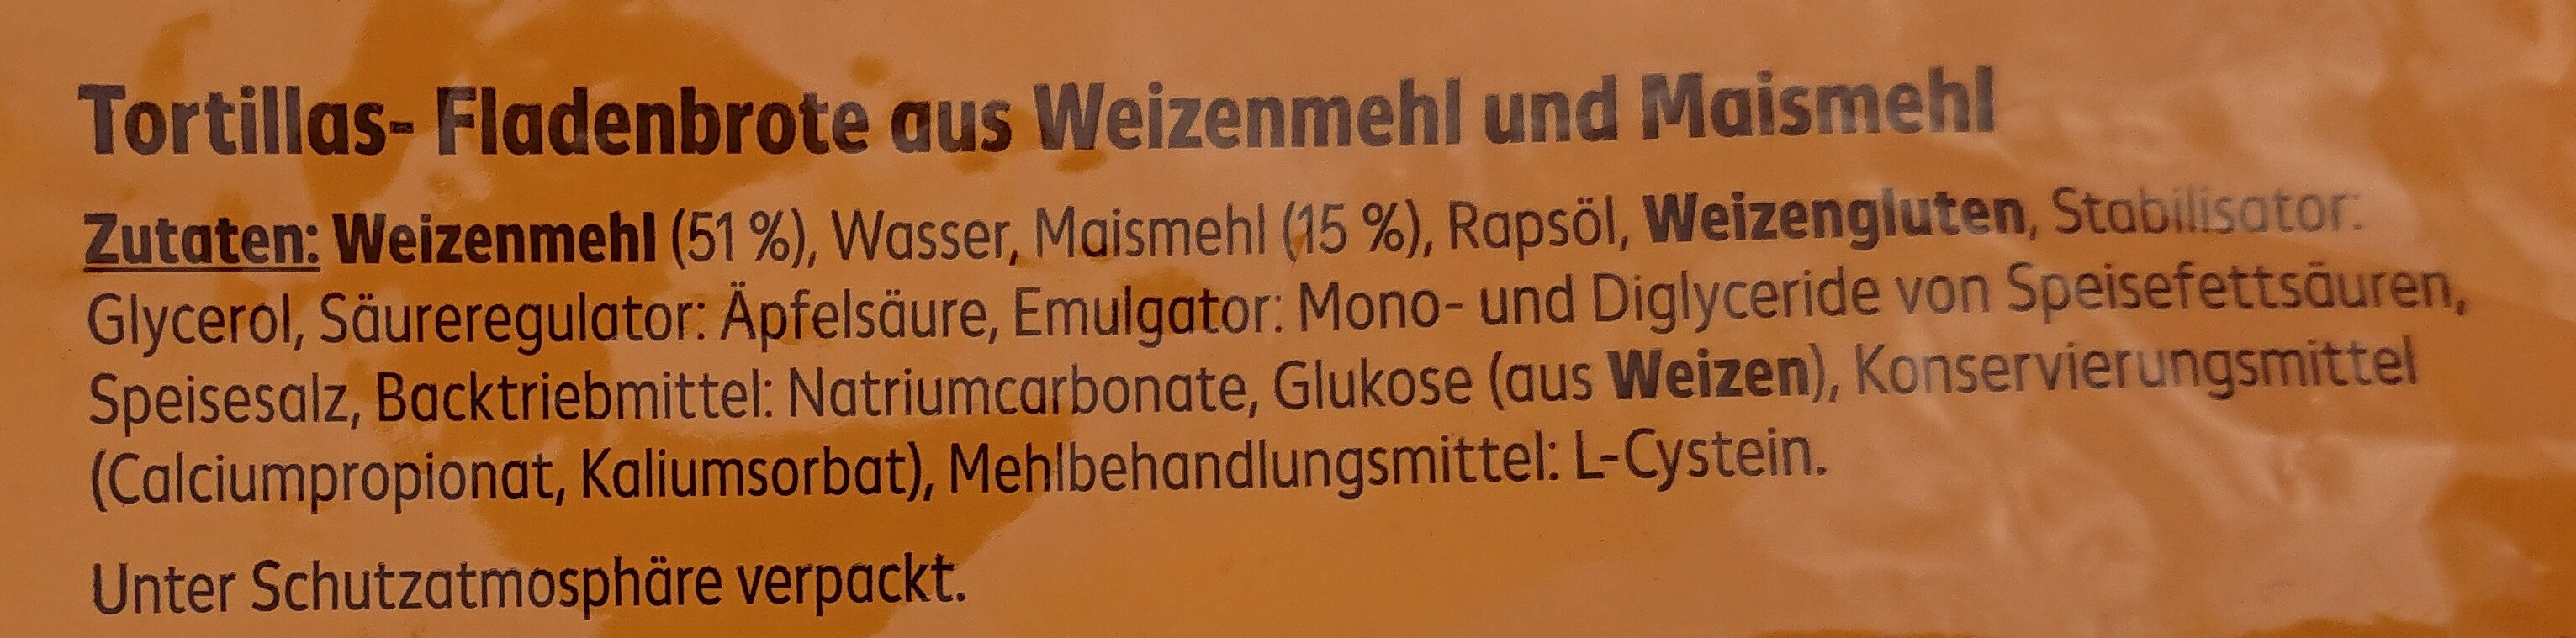 Tortillas- Fladenbrote aus Weizenmehl und Maismehl
Zutaten: Weizenmehl (51 %), Wasser, Maismehl (15 %), Rapsöl, Weizengluten, Stabilisator:
Glycerol, Säureregulator: Äpfelsäure, Emulgator: Mono- und Diglyceride von Speisefettsäuren,
Speisesalz, Backtriebmittel: Natriumcarbonate, Glukose (aus Weizen), Konservierungsmittel
(Calciumpropionat, Kaliumsorbat), Mehlbehandlungsmittel: L-Cystein.
Unter Schutzatmosphäre verpackt.